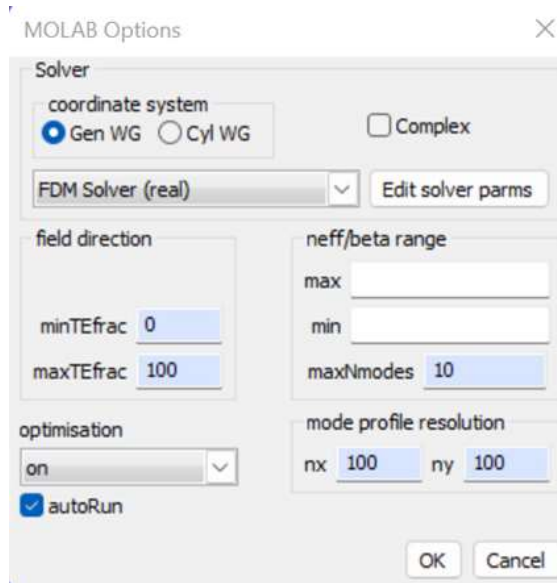 MOLAB Options
Solver
coordinate system
Gen WG Cyl WG
Complex
FDM Solver (real)
Edit solver parms
field direction
minTEfrac 0
maxTEfrac 100
neff/beta range
max
min
maxNmodes 10
optimisation
on
autoRun
mode profile resolution
nx 100 ny 100
OK Cancel